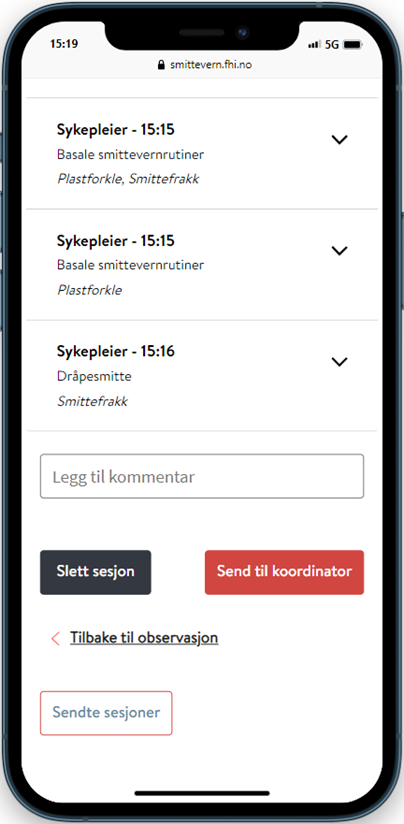 15:19
5G
smittevern.fhi.no
Sykepleier - 15:15
Basale smittevernrutiner
Plastforkle, Smittefrakk
Sykepleier - 15:15
Basale smittevernrutiner
Plastforkle
Sykepleier - 15:16
Dråpesmitte
Smittefrakk
Legg til kommentar
Slett sesjon
Send til koordinator
Tilbake til observasjon
Sendte sesjoner